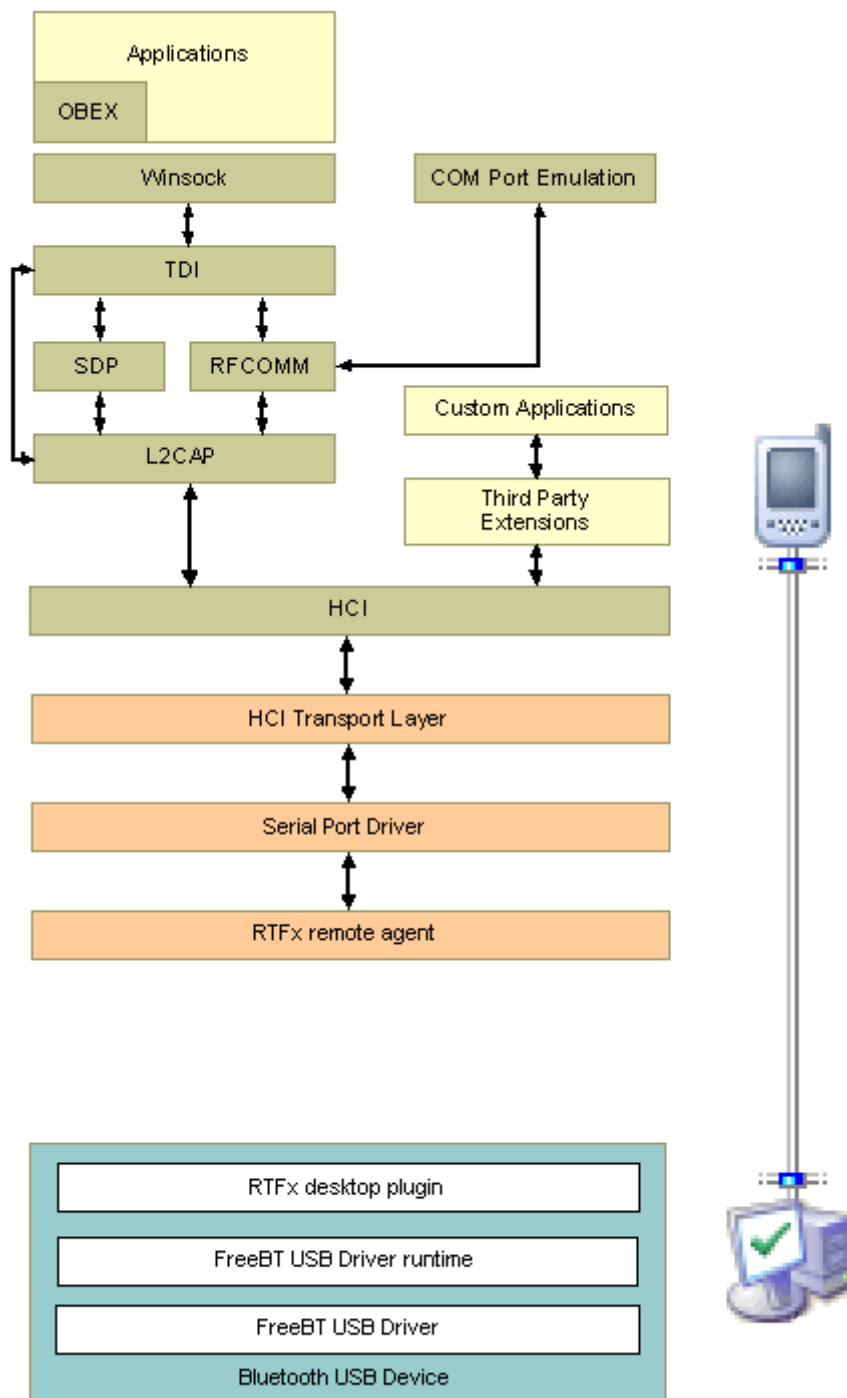 Applications
OBEX
Winsock
COM Port Emulation
TDI
SDP
RFCOMM
Custom Applications
L2CAP
Third Party
Extensions
HCI
HCI Transport Layer
Serial Port Driver
RTFx remote agent
RTFx desktop plugin
FreeBT USB Driver runtime
FreeBT USB Driver
Bluetooth USB Device